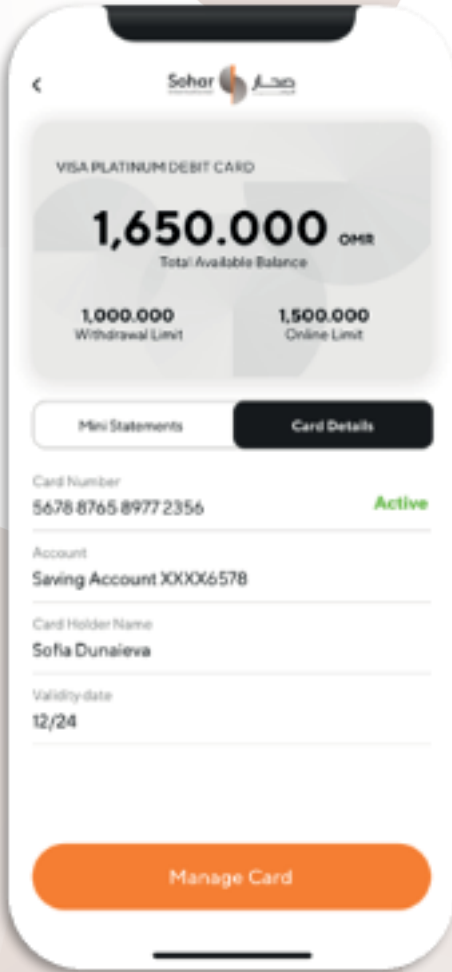 Sohar صحار
International
VISA PLATINUM DEBIT CARD
1,650.000 OMR
Total Available Balance
1,000.000 1,500.000
Withdrawal Limit Online Limit
Mini Statements Card Details
Card Number
5678 8765 8977 2356 Active
Account
Saving Account XXXX6578
Card Holder Name
Sofia Dunaieva
Validity date
12/24
Manage Card